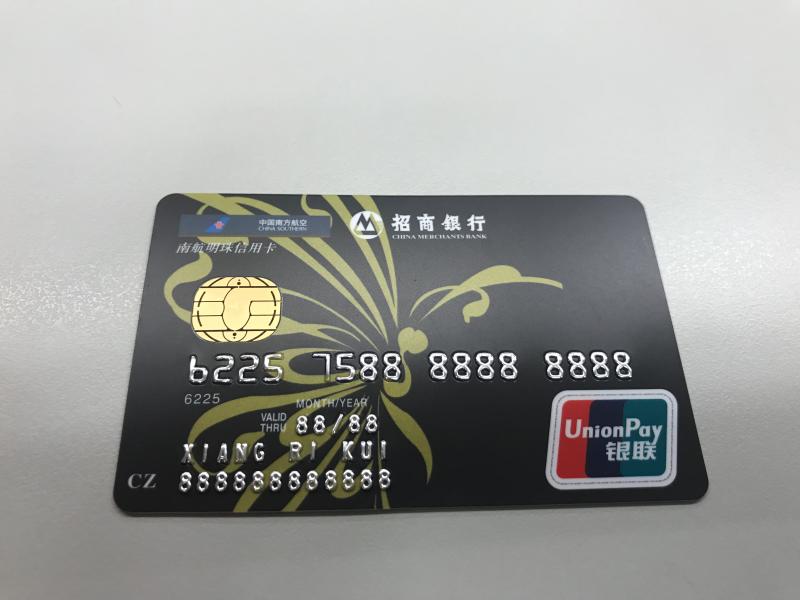 中国南方航空
CHINA SOUTHERN
招商银行
CHINA MERCHANTS BANK
南航明珠信用卡
6225 7588 8888 8888
6225
MONTH/YEAR
VALID THRU 88/88
XIANG RI KUI
888888888888
CZ
UnionPay
银联